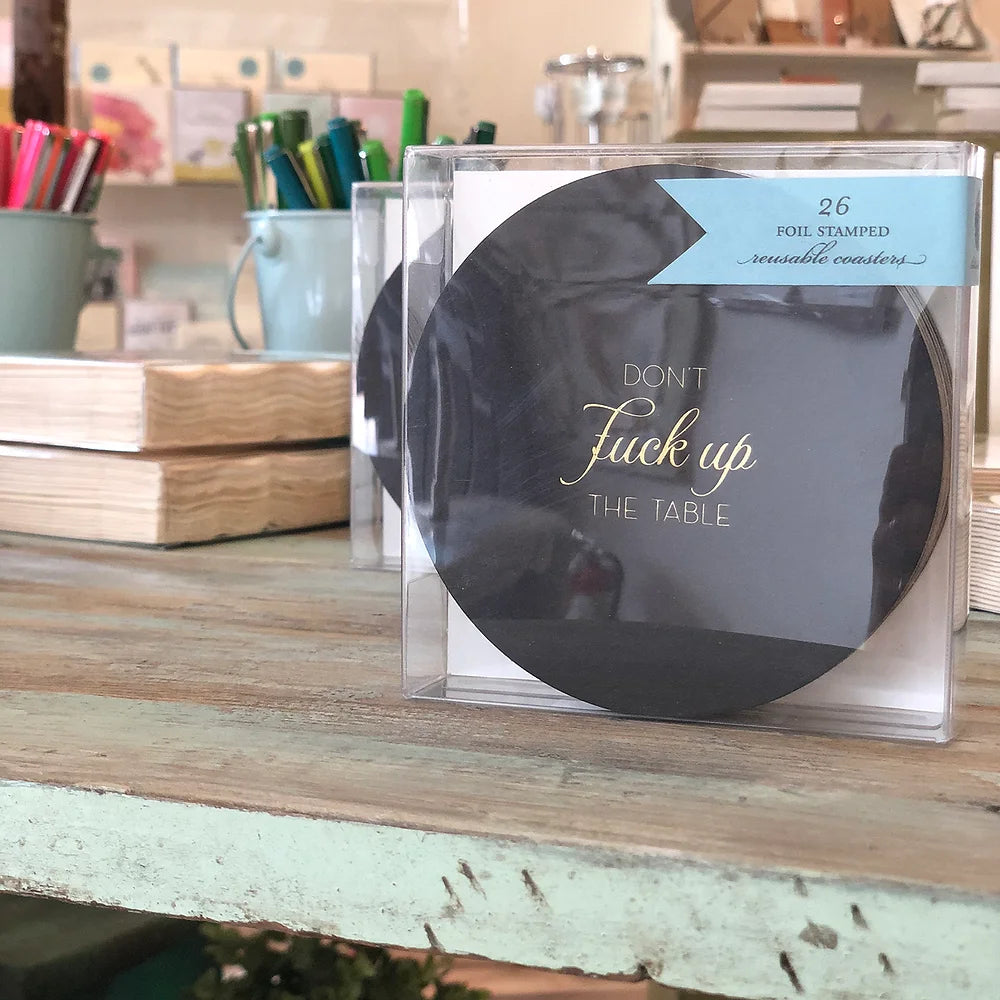 26
FOIL STAMPED
reusable coasters
DON'T
Fuck up
THE TABLE